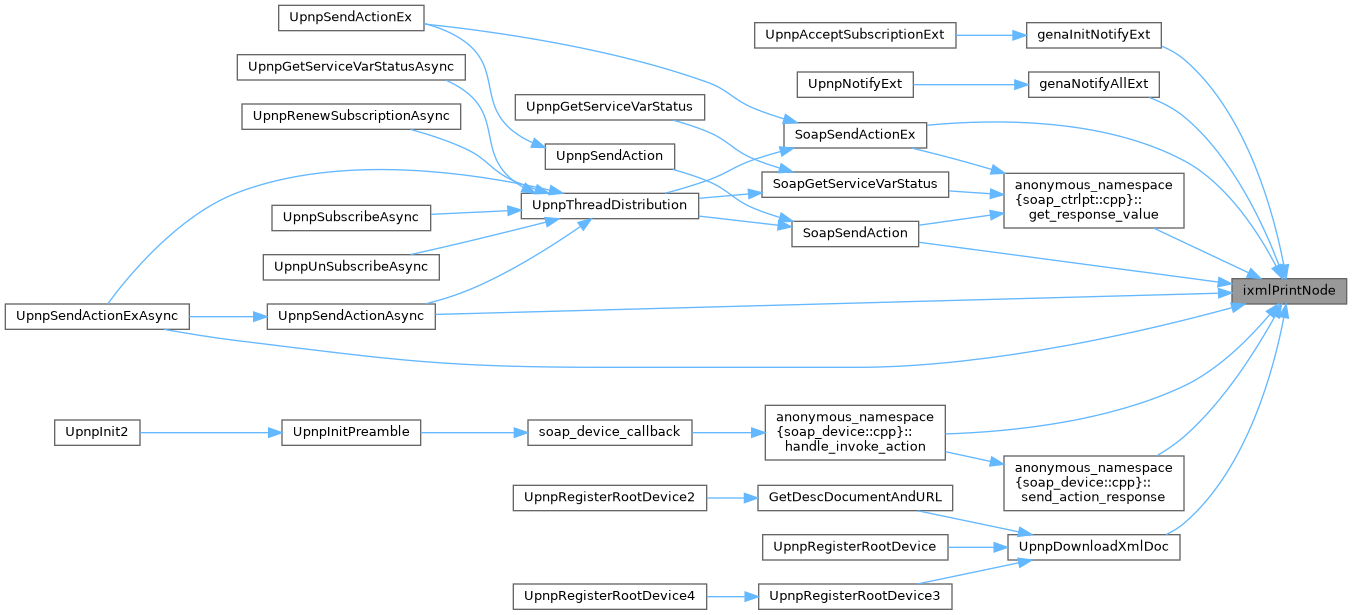 UpnpSendActionEx
UpnpAcceptSubscriptionExt
genaInitNotifyExt
UpnpGetServiceVarStatusAsync
UpnpNotifyExt
genaNotifyAllExt
UpnpGetServiceVarStatus
UpnpRenewSubscriptionAsync
SoapSendActionEx
UpnpSendAction
SoapGetServiceVarStatus
anonymous_namespace
{soap_ctrlpt::cpp}::
get_response_value
UpnpThreadDistribution
UpnpSubscribeAsync
SoapSendAction
UpnpUnSubscribeAsync
ixmlPrintNode
UpnpSendActionExAsync
UpnpSendActionAsync
UpnpInit2
UpnpInitPreamble
soap_device_callback
anonymous_namespace
{soap_device::cpp}::
handle_invoke_action
anonymous_namespace
{soap_device::cpp}::
send_action_response
UpnpRegisterRootDevice2
GetDescDocumentAndURL
UpnpRegisterRootDevice
UpnpDownloadXmlDoc
UpnpRegisterRootDevice4
UpnpRegisterRootDevice3